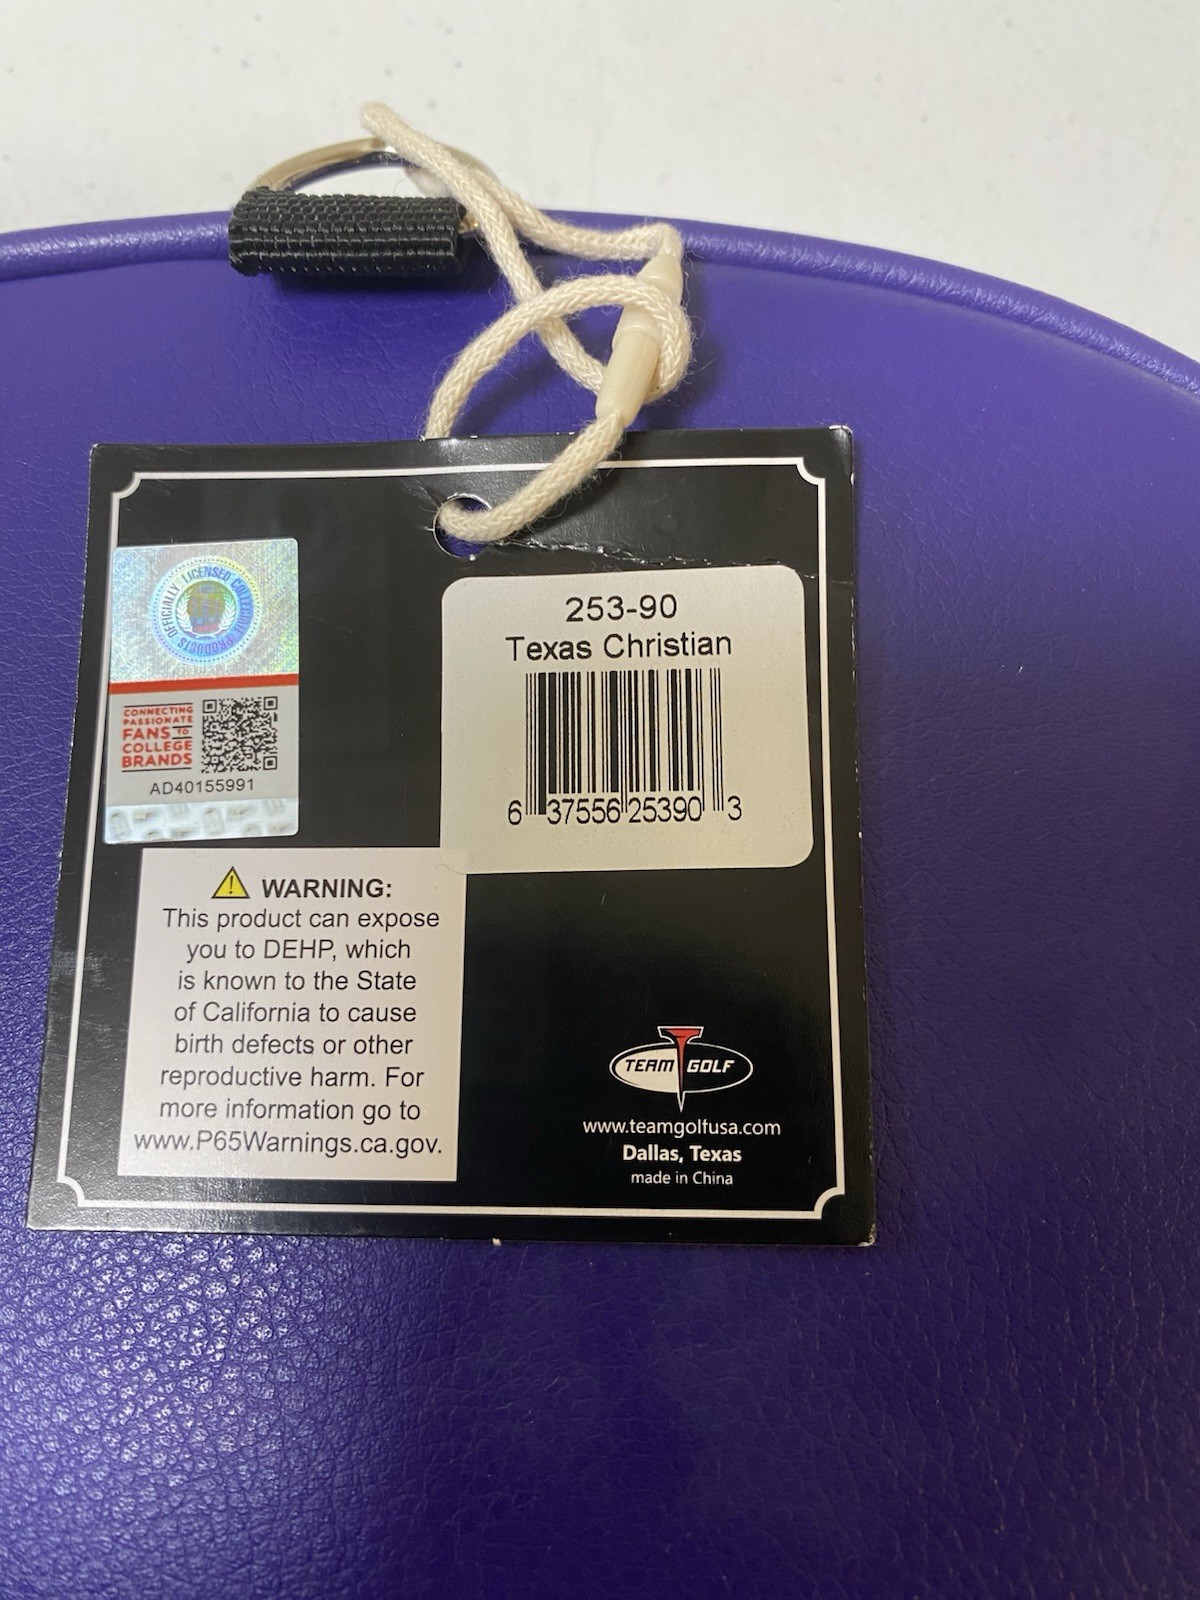 OFFICIALLY LICENSED COLLEGIATE PRODUCTS
CONNECTING
PASSIONATE
FANS TO
COLLEGE
BRANDS
AD40155991
253-90
Texas Christian
6 37556 25390 3
WARNING:
This product can expose
you to DEHP, which
is known to the State
of California to cause
birth defects or other
reproductive harm. For
more information go to
www.P65Warnings.ca.gov.
TEAM GOLF
www.teamgolfusa.com
Dallas, Texas
made in China